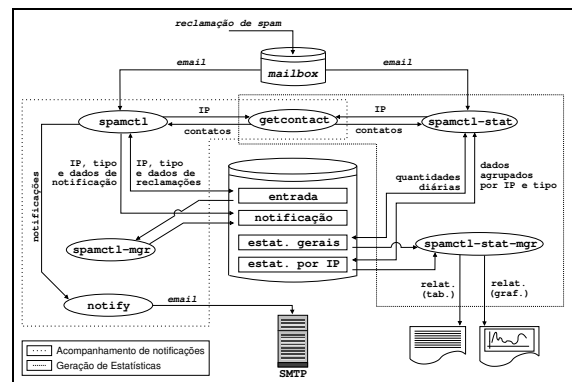 reclamação de spam
mailbox
email
email
spamctl
IP
contatos
getcontact
IP
contatos
spamctl-stat
notificações
IP, tipo
e dados de
notificação
IP, tipo
e dados de
reclamações
quantidades
diárias
dados
agrupados
por IP e tipo
entrada
notificação
estat. gerais
estat. por IP
spamctl-mgr
spamctl-stat-mgr
notify
email
SMTP
relat.
(tab.)
relat.
(graf.)
Acompanhamento de notificações
Geração de Estatísticas